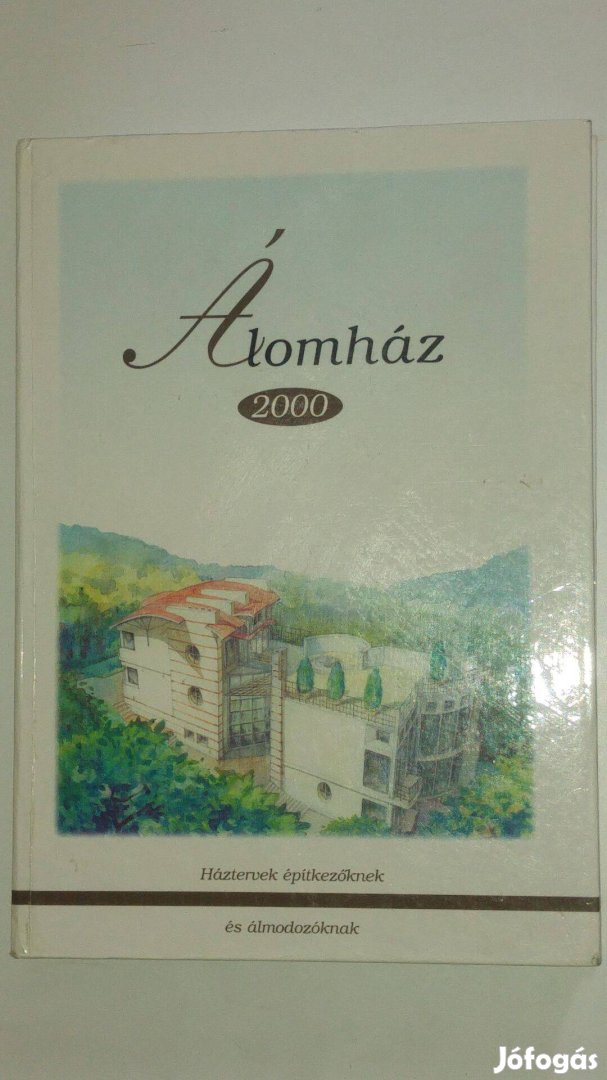 Álomház
2000
Háztervek építkezőknek
és álmodozóknak
Jófogás